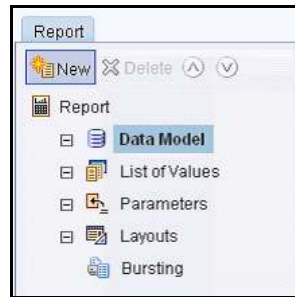 Report
New Delete
Report
Data Model
List of Values
Parameters
Layouts
Bursting